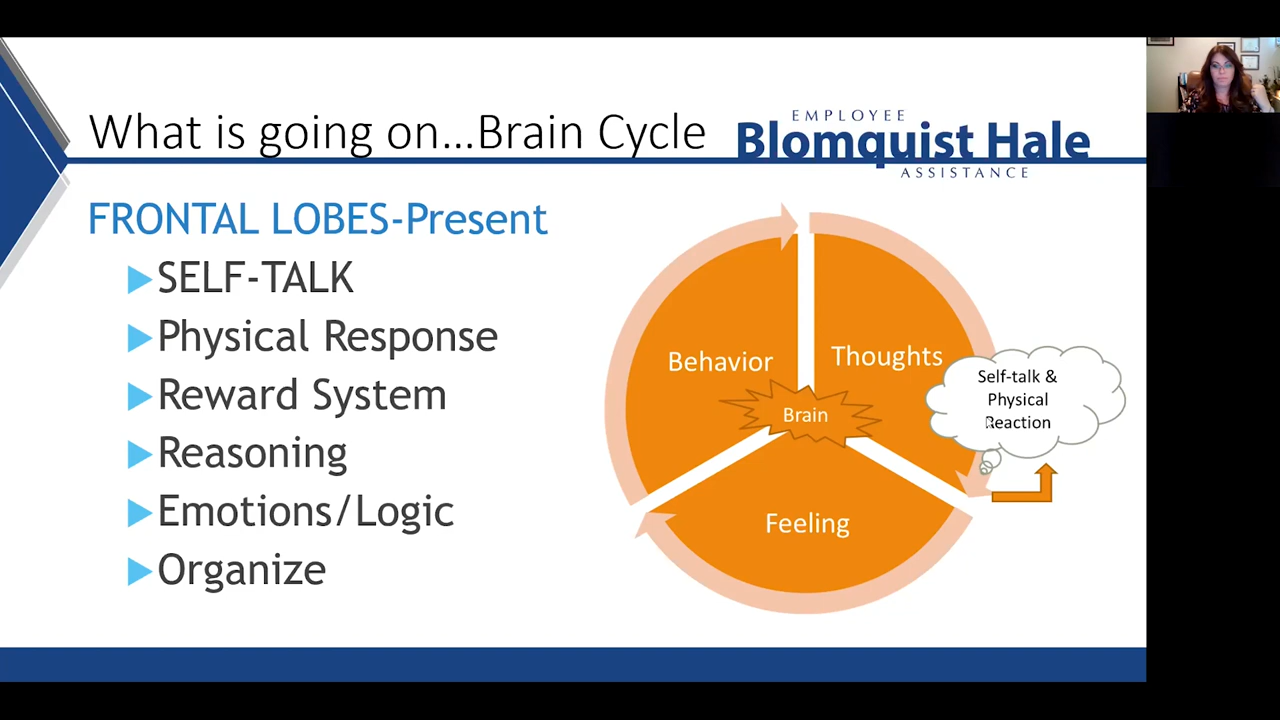 What is going on...Brain Cycle
EMPLOYEE
Blomquist Hale
ASSISTANCE
FRONTAL LOBES-Present
SELF-TALK
Physical Response
Reward System
Reasoning
Emotions/Logic
Organize
Behavior
Thoughts
Brain
Feeling
Self-talk &
Physical
Reaction